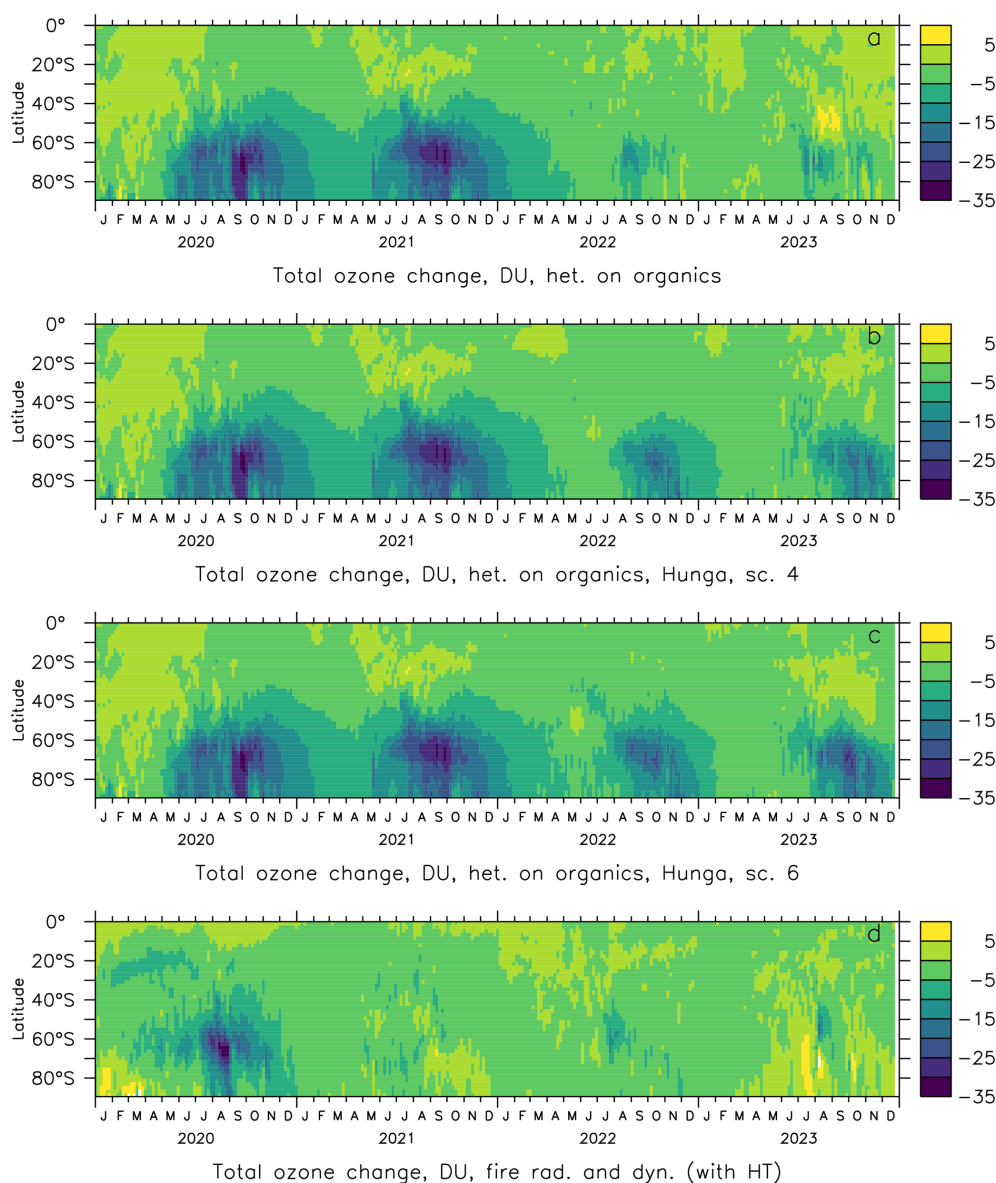 a
0°
20°S
40°S
60°S
80°S
Latitude
5
−5
−15
−25
−35
J F M A M J J A S O N D J F M A M J J A S O N D J F M A M J J A S O N D J F M A M J J A S O N D
2020 2021 2022 2023
Total ozone change, DU, het. on organics
b
0°
20°S
40°S
60°S
80°S
Latitude
5
−5
−15
−25
−35
J F M A M J J A S O N D J F M A M J J A S O N D J F M A M J J A S O N D J F M A M J J A S O N D
2020 2021 2022 2023
Total ozone change, DU, het. on organics, Hunga, sc. 4
c
0°
20°S
40°S
60°S
80°S
Latitude
5
−5
−15
−25
−35
J F M A M J J A S O N D J F M A M J J A S O N D J F M A M J J A S O N D J F M A M J J A S O N D
2020 2021 2022 2023
Total ozone change, DU, het. on organics, Hunga, sc. 6
d
0°
20°S
40°S
60°S
80°S
Latitude
5
−5
−15
−25
−35
J F M A M J J A S O N D J F M A M J J A S O N D J F M A M J J A S O N D J F M A M J J A S O N D
2020 2021 2022 2023
Total ozone change, DU, fire rad. and dyn. (with HT)